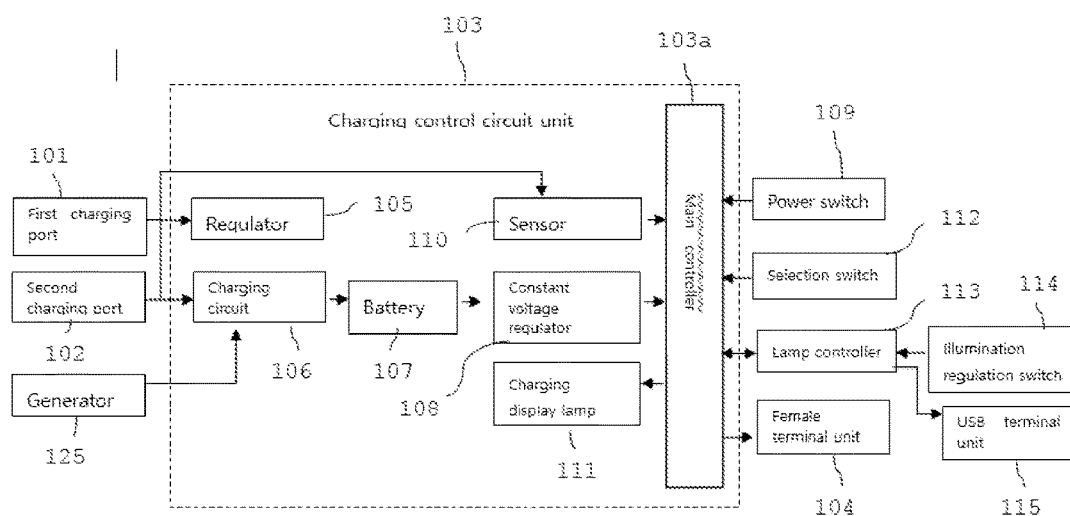 103
103a
Charging control circuit unit
109
101
First charging
port
Requlator
105
110
Sensor
Power switch
112
Main controller
Selection switch
Second
charging port
102
Charging
circuit
106
Battery
107
Constant
voltage
regulator
108
113
114
Lamp controller
Illumination
regulation switch
Generator
125
Charging
display lamp
111
Female
terminal unit
104
USB terminal
unit
115